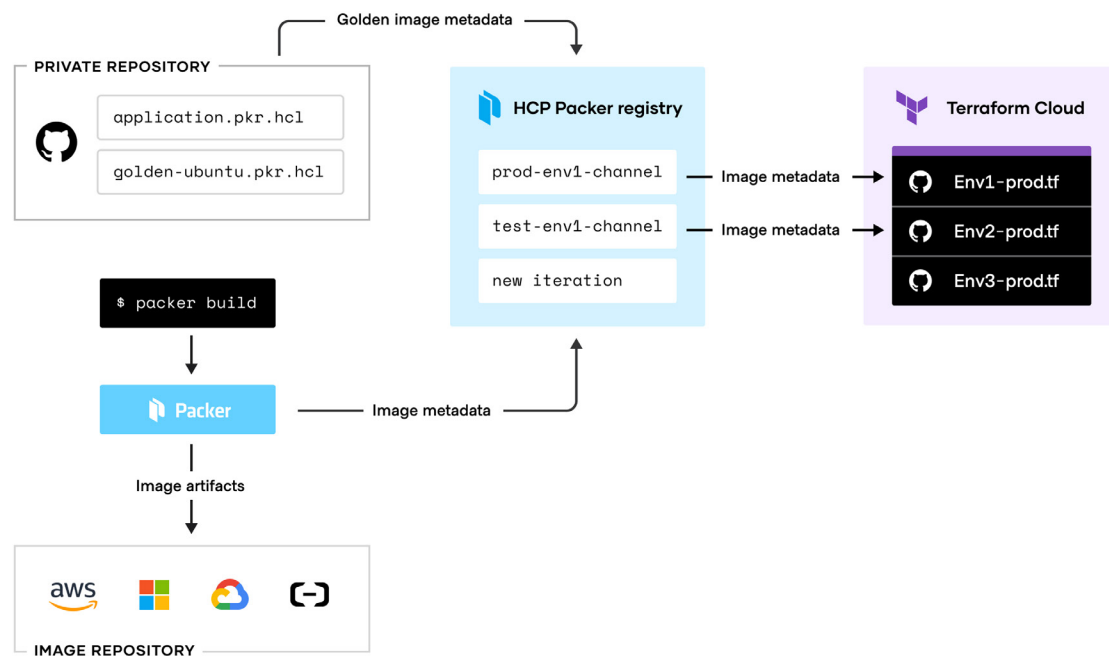 Golden image metadata
PRIVATE REPOSITORY
application.pkr.hcl
golden-ubuntu.pkr.hcl
HCP Packer registry
prod-env1-channel
test-env1-channel
new iteration
Image metadata
Image metadata
Terraform Cloud
Env1-prod.tf
Env2-prod.tf
Env3-prod.tf
$ packer build
Packer
Image metadata
Image artifacts
aws
IMAGE REPOSITORY